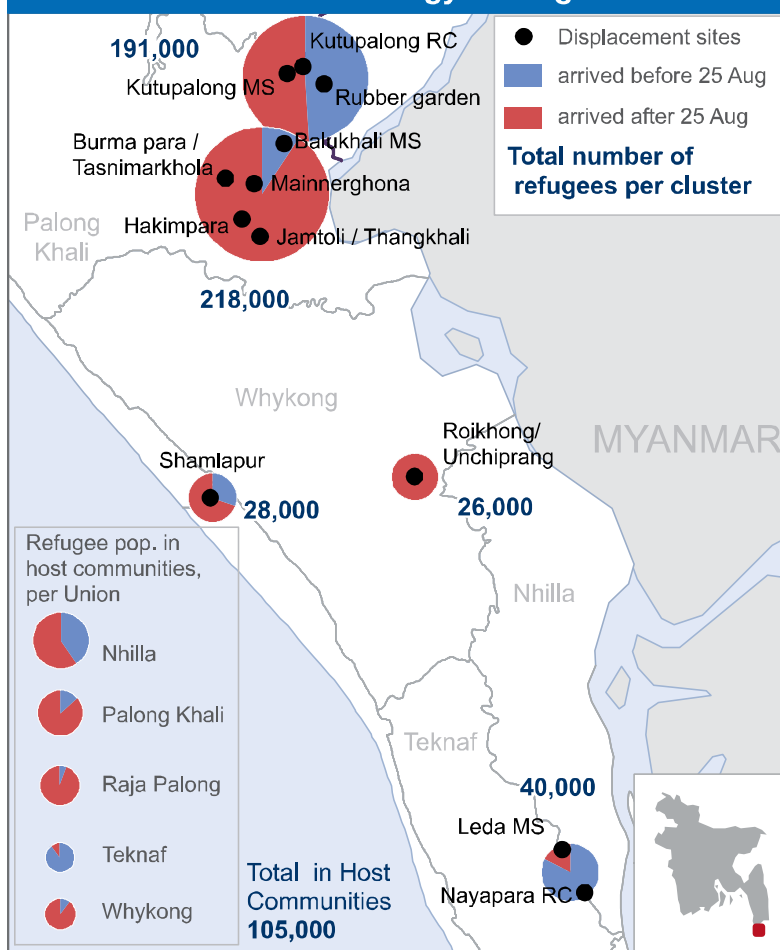 191,000
Kutupalong RC
Kutupalong MS
Rubber garden
Displacement sites
arrived before 25 Aug
arrived after 25 Aug
Total number of
refugees per cluster
Burma para /
Tasnimarkhola
Balukhali MS
Mainnerghona
Hakimpara
Jamtoli / Thangkhali
Palong
Khali
218,000
Whykong
MYANMAR
Roikhong/
Unchiprang
26,000
Shamlapur
28,000
Refugee pop. in
host communities,
per Union
Nhilla
Palong Khali
Raja Palong
Teknaf
Whykong
Nhilla
Teknaf
40,000
Leda MS
Nayapara RC
Total in Host
Communities
105,000